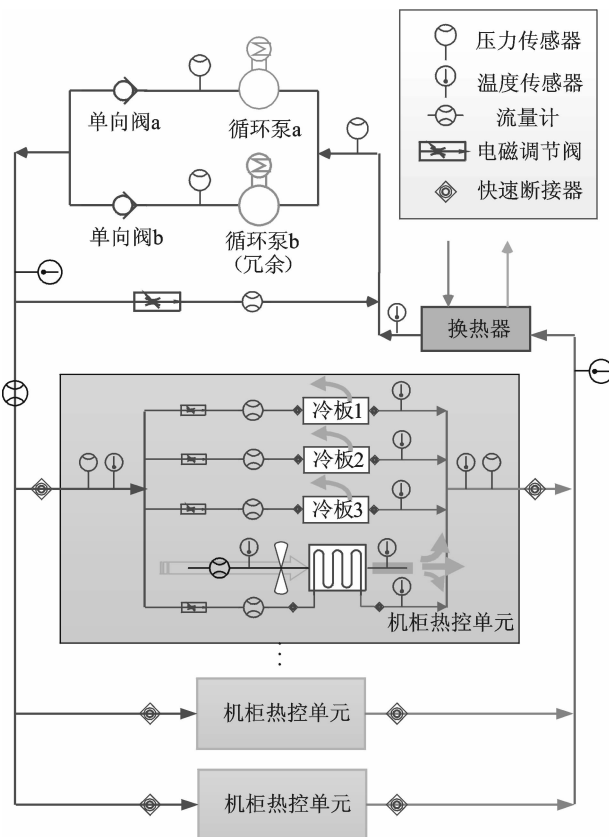 压力传感器
温度传感器
流量计
电磁调节阀
快速断接器
单向阀a
循环泵a
单向阀b
循环泵b
（冗余）
换热器
冷板1
冷板2
冷板3
机柜热控单元
机柜热控单元
机柜热控单元